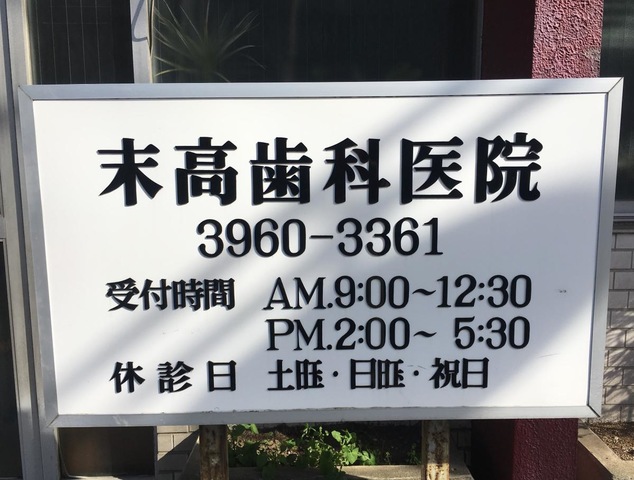 末高歯科医院
3960-3361
受付時間 AM.9:00~12:30
PM.2:00~ 5:30
休診日 土曜・日曜・祝日